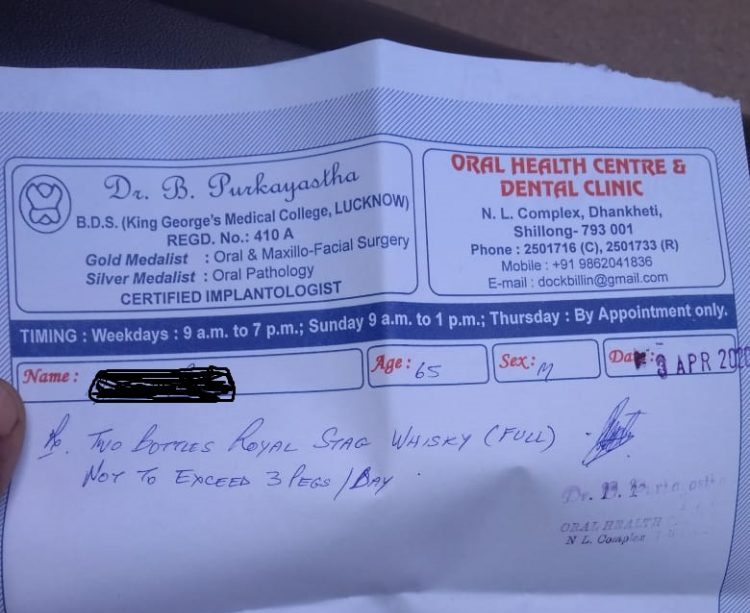 Dr. B. Purkayastha
B.D.S. (King George's Medical College, LUCKNOW)
REGD. No.: 410 A
Gold Medalist : Oral & Maxillo-Facial Surgery
Silver Medalist : Oral Pathology
CERTIFIED IMPLANTOLOGIST
ORAL HEALTH CENTRE &
DENTAL CLINIC
N. L. Complex, Dhankheti,
Shillong- 793 001
Phone : 2501716 (C), 2501733 (R)
Mobile : +91 9862041836
E-mail : dockbillin@gmail.com
TIMING : Weekdays : 9 a.m. to 7 p.m.; Sunday 9 a.m. to 1 p.m.; Thursday : By Appointment only.
Name :
Age : 65
Sex : M
Date : 3 APR 2020
Rx. TWO BOTTLES ROYAL STAG WHISKY (FULL)
NOT TO EXCEED 3 PEGS / DAY.
Dr. B.
ORAL HEALTH
N L. Complex